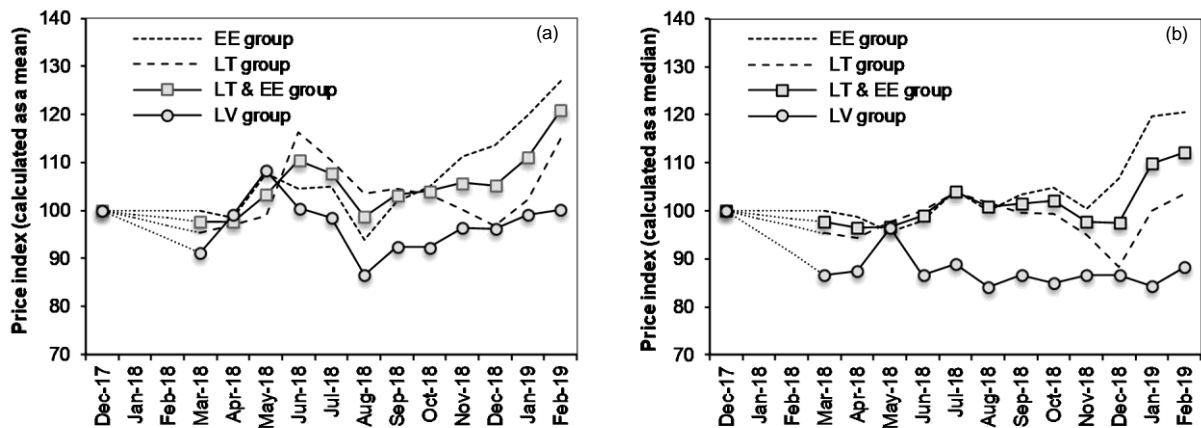 (a)
Price index (calculated as a mean)
140
130
120
110
100
90
80
70
EE group
LT group
LT & EE group
LV group
Dec-17
Jan-18
Feb-18
Mar-18
Apr-18
May-18
Jun-18
Jul-18
Aug-18
Sep-18
Oct-18
Nov-18
Dec-18
Jan-19
Feb-19
(b)
Price index (calculated as a median)
140
130
120
110
100
90
80
70
EE group
LT group
LT & EE group
LV group
Dec-17
Jan-18
Feb-18
Mar-18
Apr-18
May-18
Jun-18
Jul-18
Aug-18
Sep-18
Oct-18
Nov-18
Dec-18
Jan-19
Feb-19